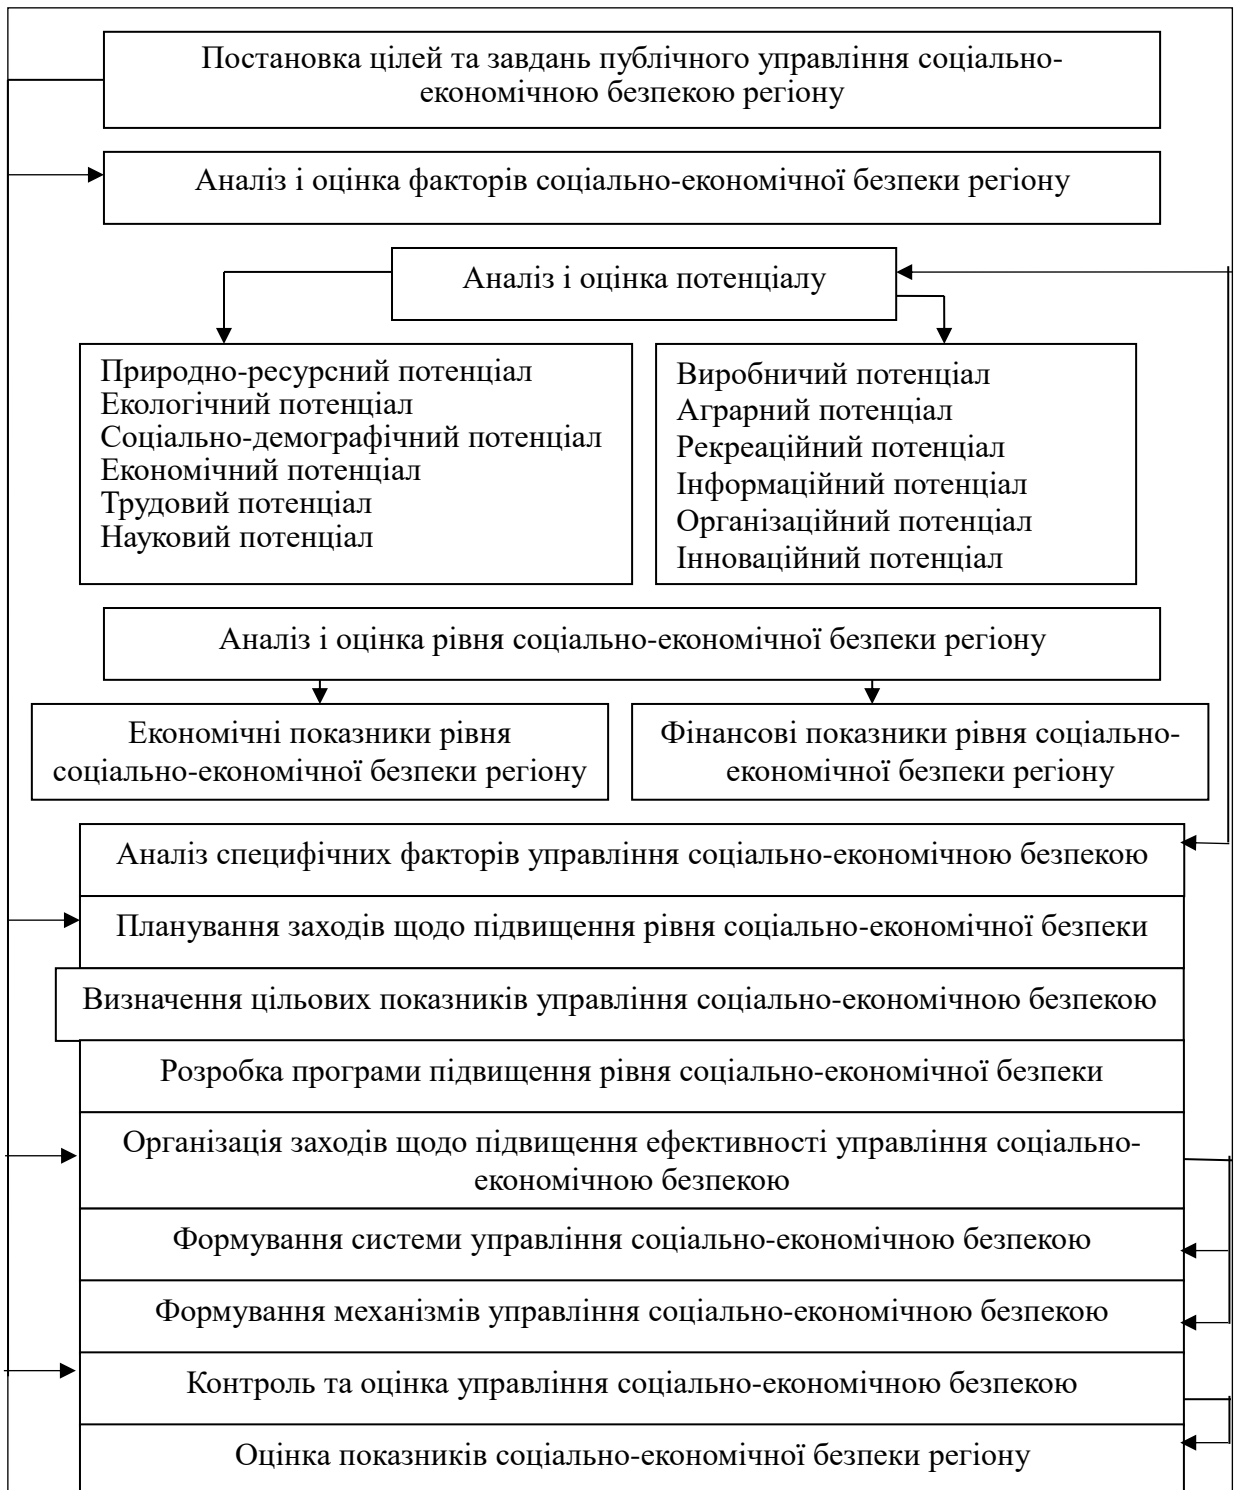 Постановка цілей та завдань публічного управління соціально-
економічною безпекою регіону
Аналіз і оцінка факторів соціально-економічної безпеки регіону
Аналіз і оцінка потенціалу
Природно-ресурсний потенціал
Екологічний потенціал
Соціально-демографічний потенціал
Економічний потенціал
Трудовий потенціал
Науковий потенціал
Виробничий потенціал
Аграрний потенціал
Рекреаційний потенціал
Інформаційний потенціал
Організаційний потенціал
Інноваційний потенціал
Аналіз і оцінка рівня соціально-економічної безпеки регіону
Економічні показники рівня
соціально-економічної безпеки регіону
Фінансові показники рівня соціально-
економічної безпеки регіону
Аналіз специфічних факторів управління соціально-економічною безпекою
Планування заходів щодо підвищення рівня соціально-економічної безпеки
Визначення цільових показників управління соціально-економічною безпекою
Розробка програми підвищення рівня соціально-економічної безпеки
Організація заходів щодо підвищення ефективності управління соціально-
економічною безпекою
Формування системи управління соціально-економічною безпекою
Формування механізмів управління соціально-економічною безпекою
Контроль та оцінка управління соціально-економічною безпекою
Оцінка показників соціально-економічної безпеки регіону